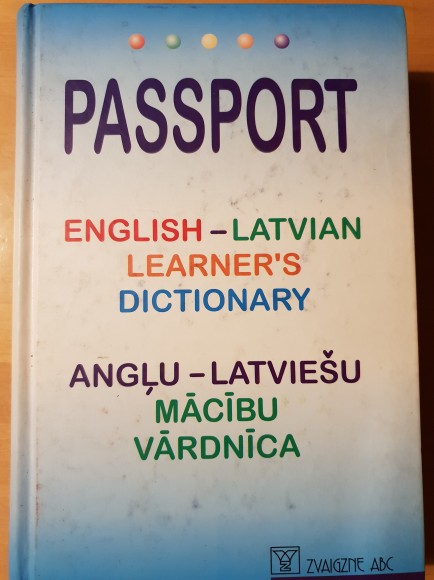 PASSPORT
ENGLISH – LATVIAN
LEARNER'S
DICTIONARY
ANGĻU – LATVIEŠU
MĀCĪBU
VĀRDNĪCA
ZVAIGZNE ABC